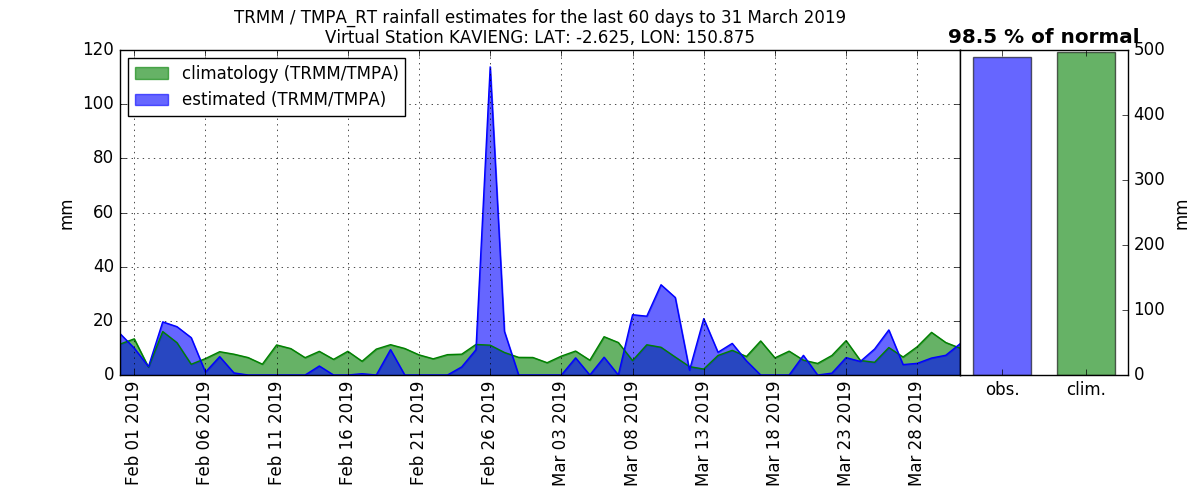 TRMM / TMPA_RT rainfall estimates for the last 60 days to 31 March 2019
Virtual Station KAVIENG: LAT: -2.625, LON: 150.875
98.5 % of normal
climatology (TRMM/TMPA)
estimated (TRMM/TMPA)
mm
120
100
80
60
40
20
0
Feb 01 2019
Feb 06 2019
Feb 11 2019
Feb 16 2019
Feb 21 2019
Feb 26 2019
Mar 03 2019
Mar 08 2019
Mar 13 2019
Mar 18 2019
Mar 23 2019
Mar 28 2019
obs.
clim.
500
400
300
200
100
0
mm